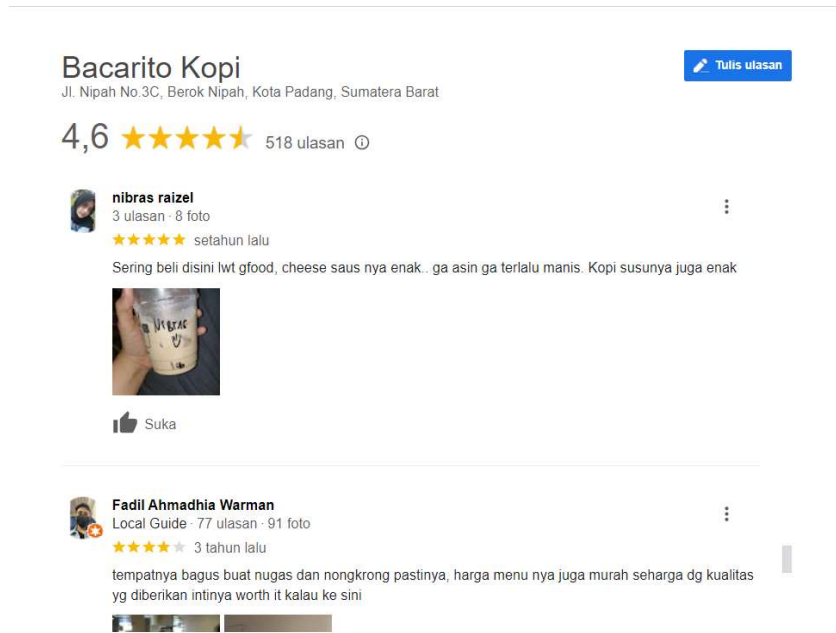 Bacarito Kopi
Tulis ulasan
Jl. Nipah No.3C, Berok Nipah, Kota Padang, Sumatera Barat
4,6 518 ulasan
nibras raizel
3 ulasan · 8 foto
setahun lalu
Sering beli disini lwt gfood, cheese saus nya enak.. ga asin ga terlalu manis. Kopi susunya juga enak
NIBRAS
Suka
Fadil Ahmadhia Warman
Local Guide · 77 ulasan · 91 foto
3 tahun lalu
tempatnya bagus buat nugas dan nongkrong pastinya, harga menu nya juga murah seharga dg kualitas
yg diberikan intinya worth it kalau ke sini